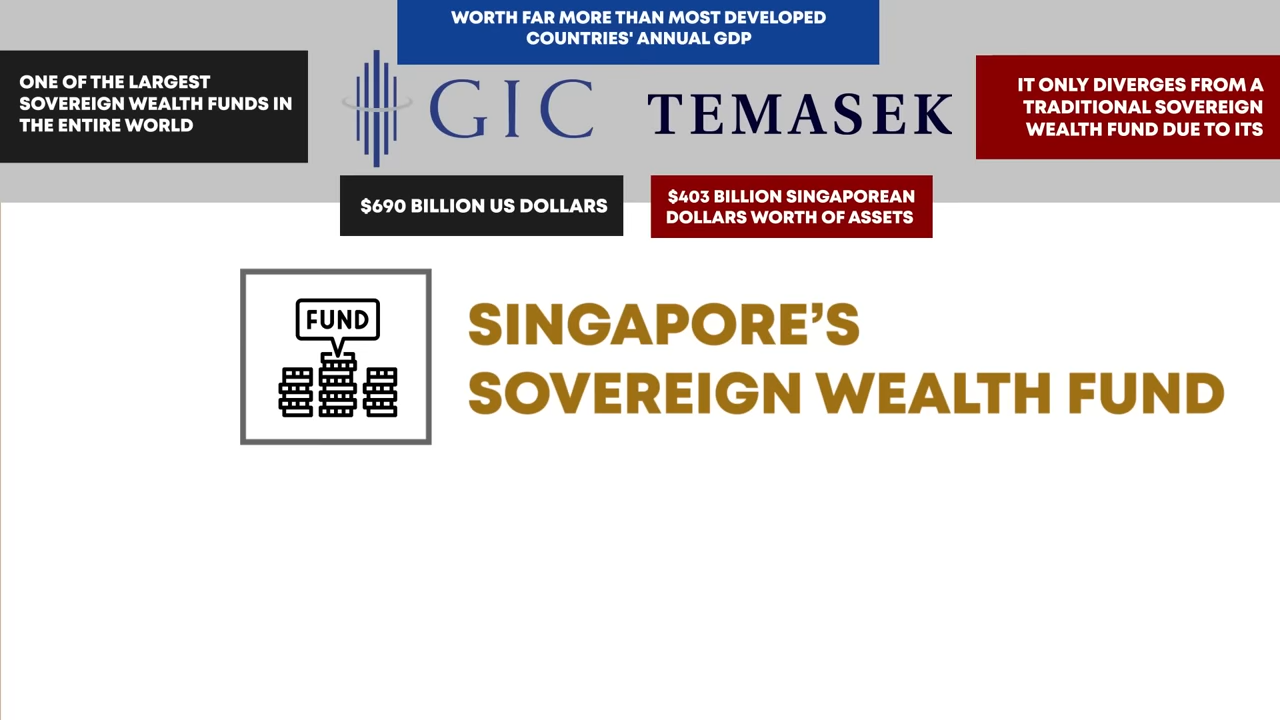 WORTH FAR MORE THAN MOST DEVELOPED
COUNTRIES' ANNUAL GDP
ONE OF THE LARGEST
SOVEREIGN WEALTH FUNDS IN
THE ENTIRE WORLD
GIC
TEMASEK
IT ONLY DIVERGES FROM A
TRADITIONAL SOVEREIGN
WEALTH FUND DUE TO ITS
$690 BILLION US DOLLARS
$403 BILLION SINGAPOREAN
DOLLARS WORTH OF ASSETS
FUND
SINGAPORE’S
SOVEREIGN WEALTH FUND